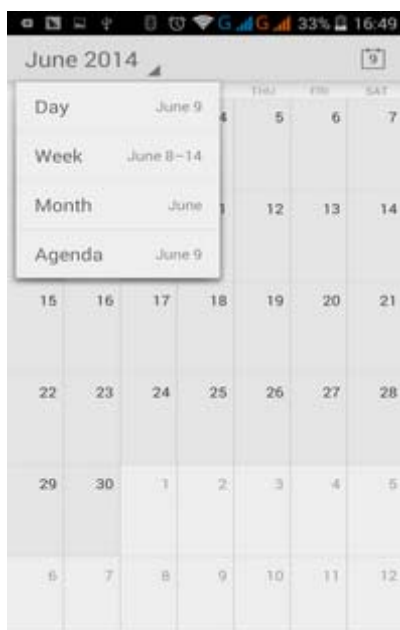 G G 33% 16:49
June 2014 9
THU FRI SAT
Day June 9 4 5 6 7
Week June 8–14
Month June 1 12 13 14
Agenda June 9
15 16 17 18 19 20 21
22 23 24 25 26 27 28
29 30 1 2 3 4 5
6 7 8 9 10 11 12